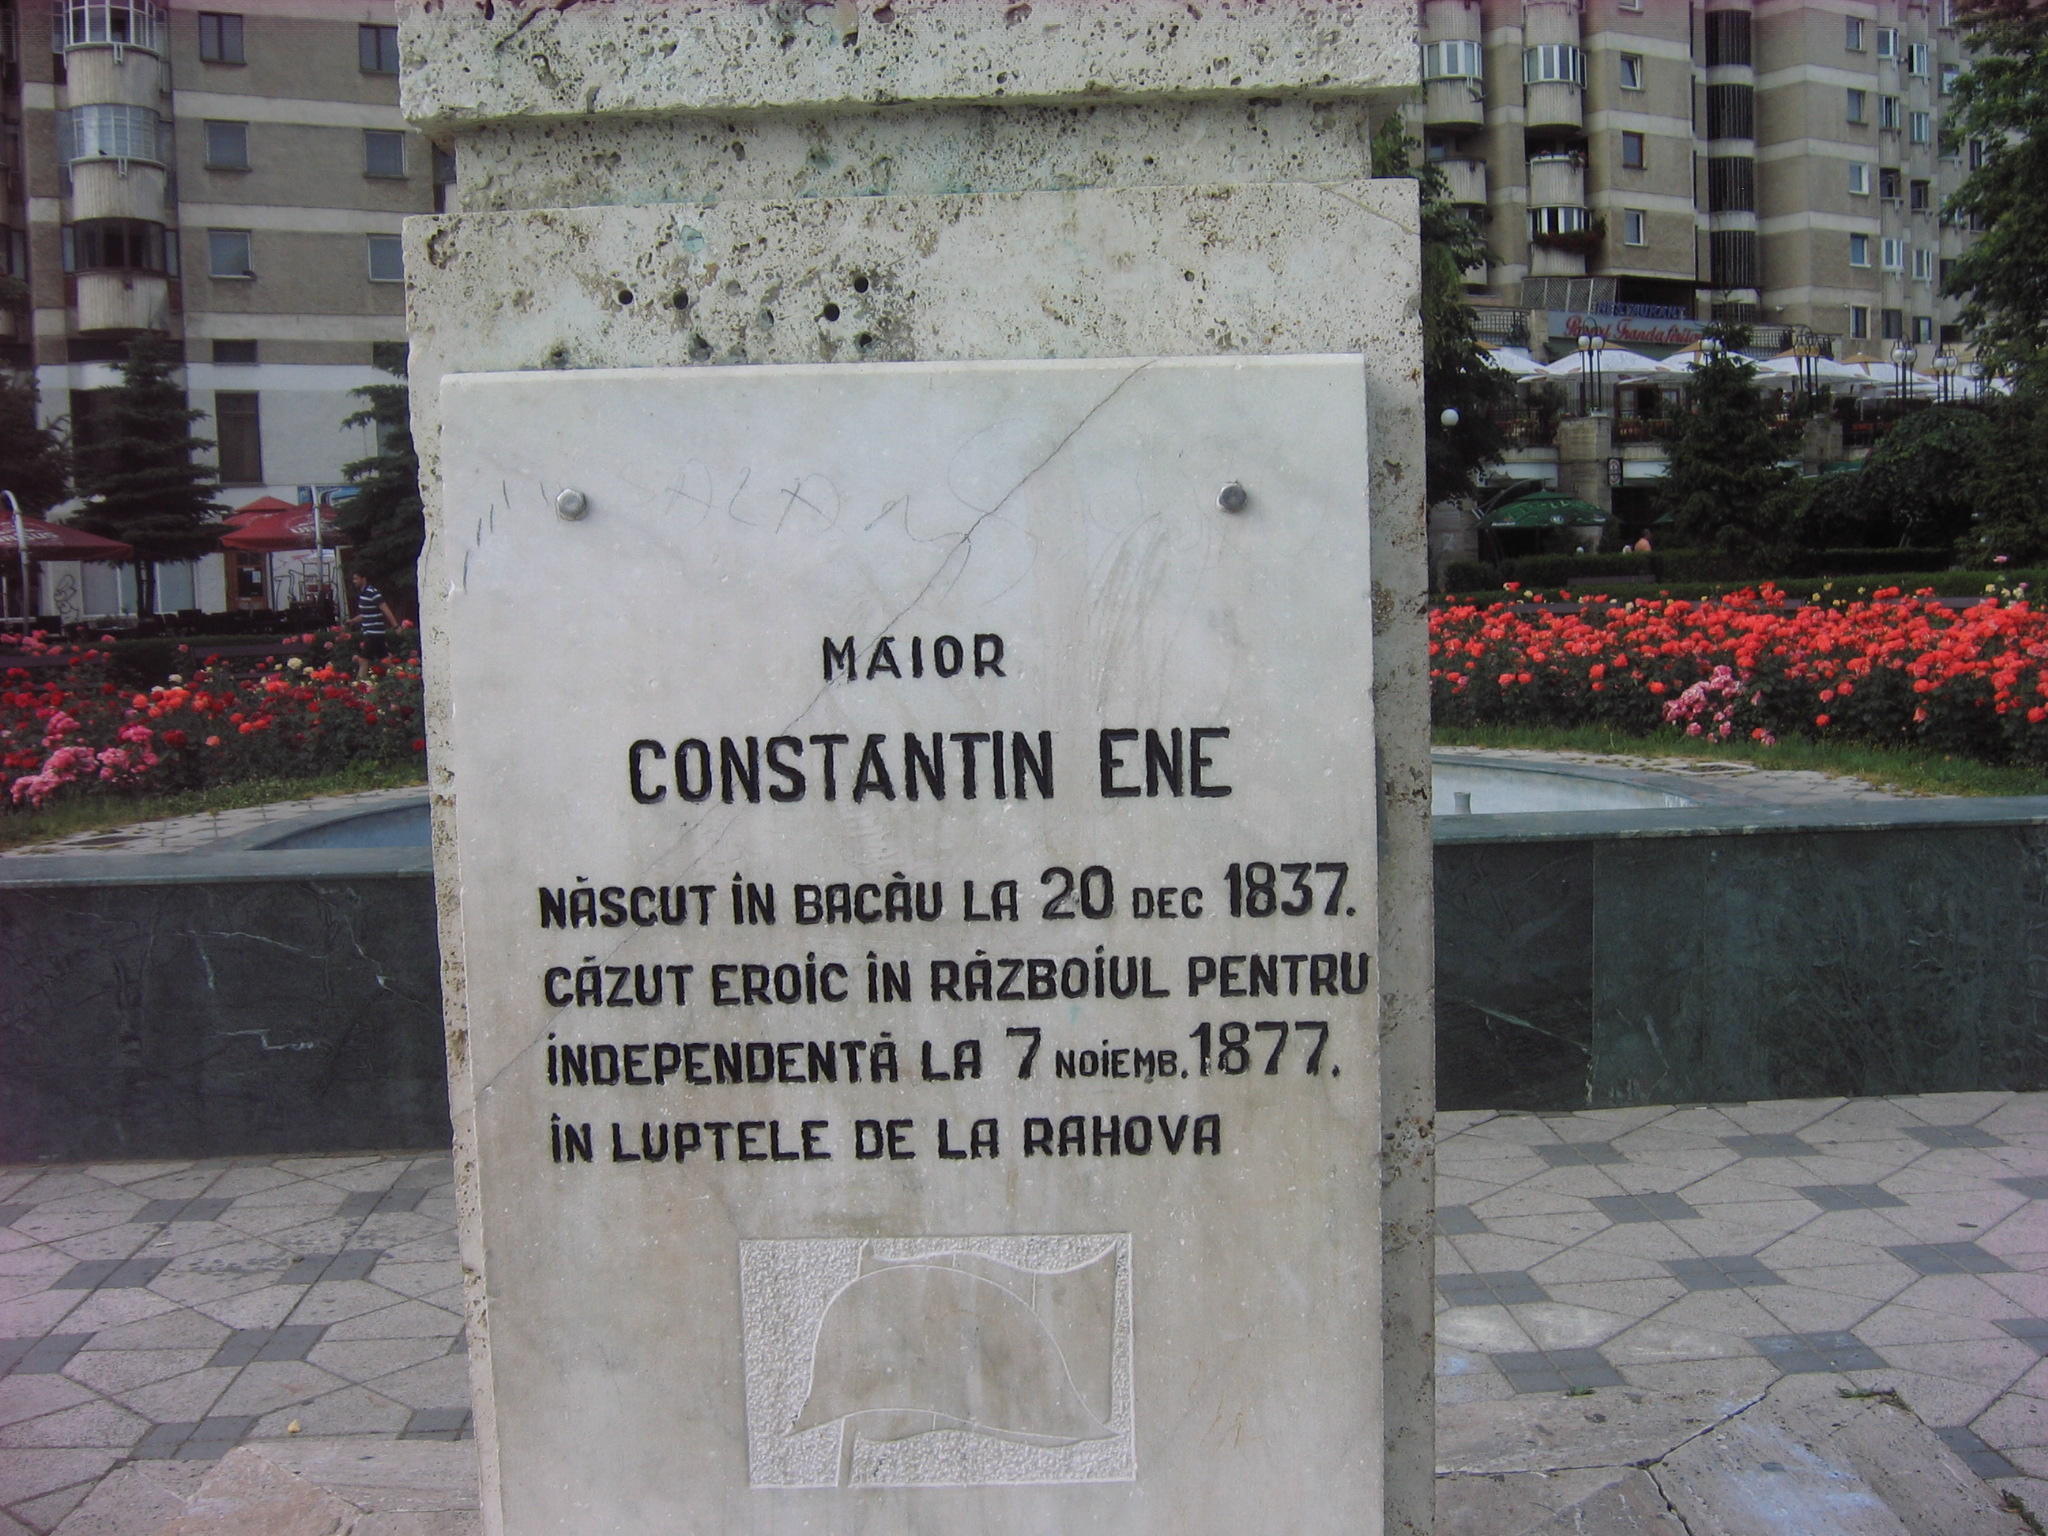 MAIOR
CONSTANTIN ENE
NĂSCUT ÎN BACĂU LA 20 DEC 1837.
CĂZUT EROIC ÎN RĂZBOIUL PENTRU
INDEPENDENTĂ LA 7 NOIEMB. 1877.
ÎN LUPTELE DE LA RAHOVA
RESTAURANT